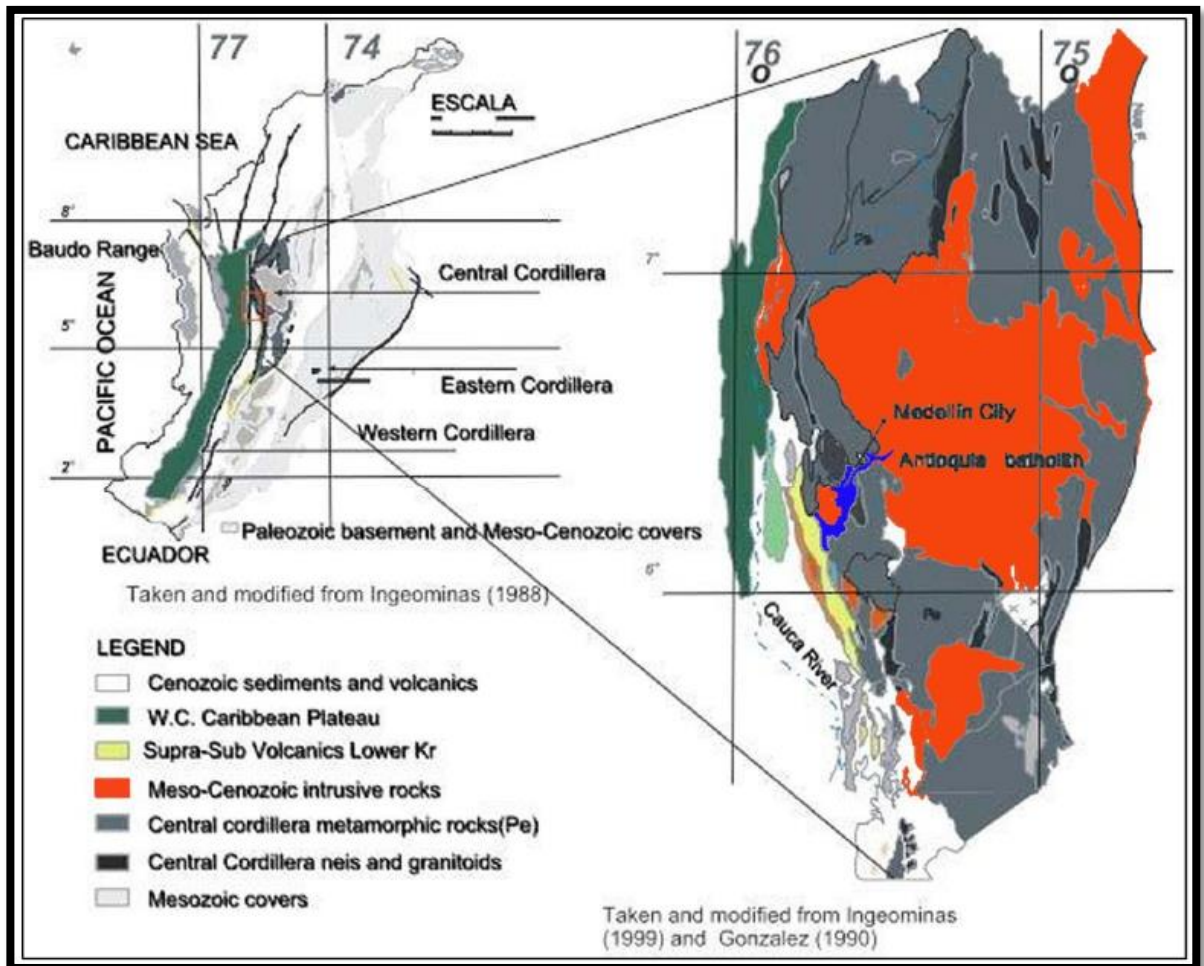 77
74
ESCALA
CARIBBEAN SEA
8°
Baudo Range
Central Cordillera
5°
PACIFIC OCEAN
Eastern Cordillera
Western Cordillera
2°
Paleozoic basement and Meso-Cenozoic covers
ECUADOR
Taken and modified from Ingeominas (1988)
LEGEND
Cenozoic sediments and volcanics
W.C. Caribbean Plateau
Supra-Sub Volcanics Lower Kr
Meso-Cenozoic intrusive rocks
Central cordillera metamorphic rocks(Pe)
Central Cordillera neis and granitoids
Mesozoic covers
76°
75°
Pe
7°
Medellín City
Antioquia batholith
6°
Pe
Cauca River
Taken and modified from Ingeominas
(1999) and Gonzalez (1990)